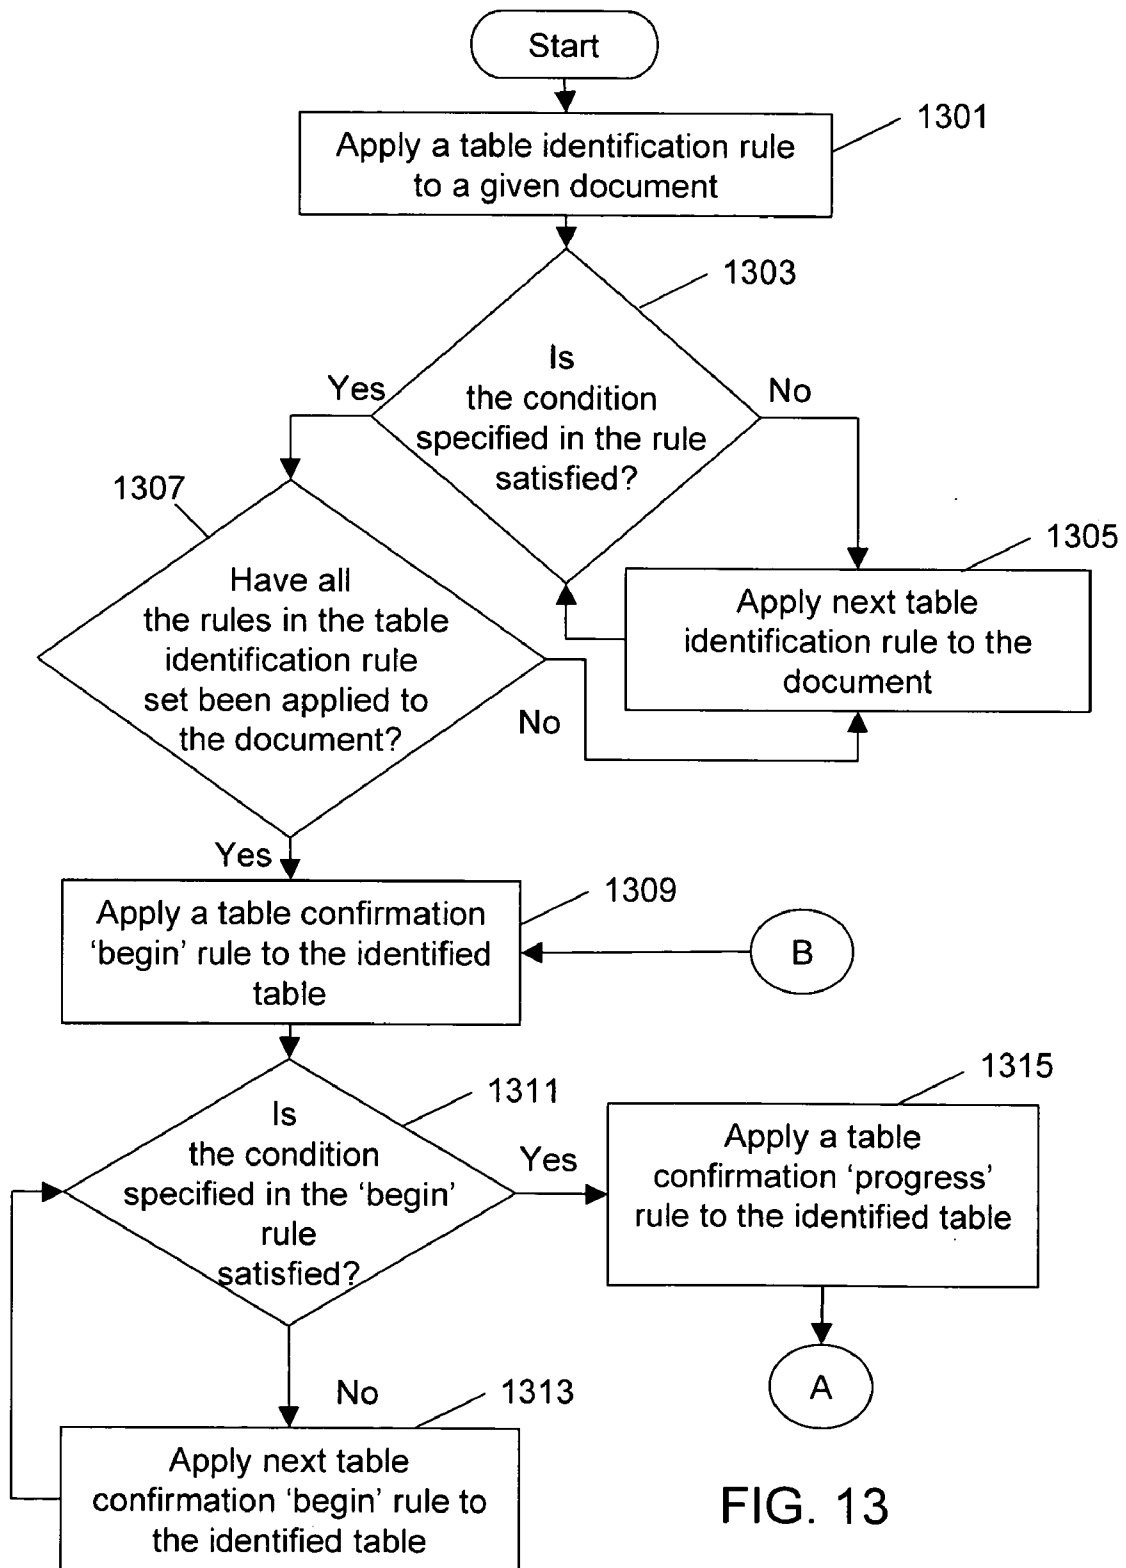 Start
1301
Apply a table identification rule
to a given document
1303
Is
the condition
specified in the rule
satisfied?
Yes
No
1307
Have all
the rules in the table
identification rule
set been applied to
the document?
1305
Apply next table
identification rule to the
document
No
Yes
1309
Apply a table confirmation
‘begin’ rule to the identified
table
B
1311
Is
the condition
specified in the ‘begin’
rule
satisfied?
Yes
1315
Apply a table
confirmation ‘progress’
rule to the identified table
A
No
1313
Apply next table
confirmation ‘begin’ rule to
the identified table
FIG. 13